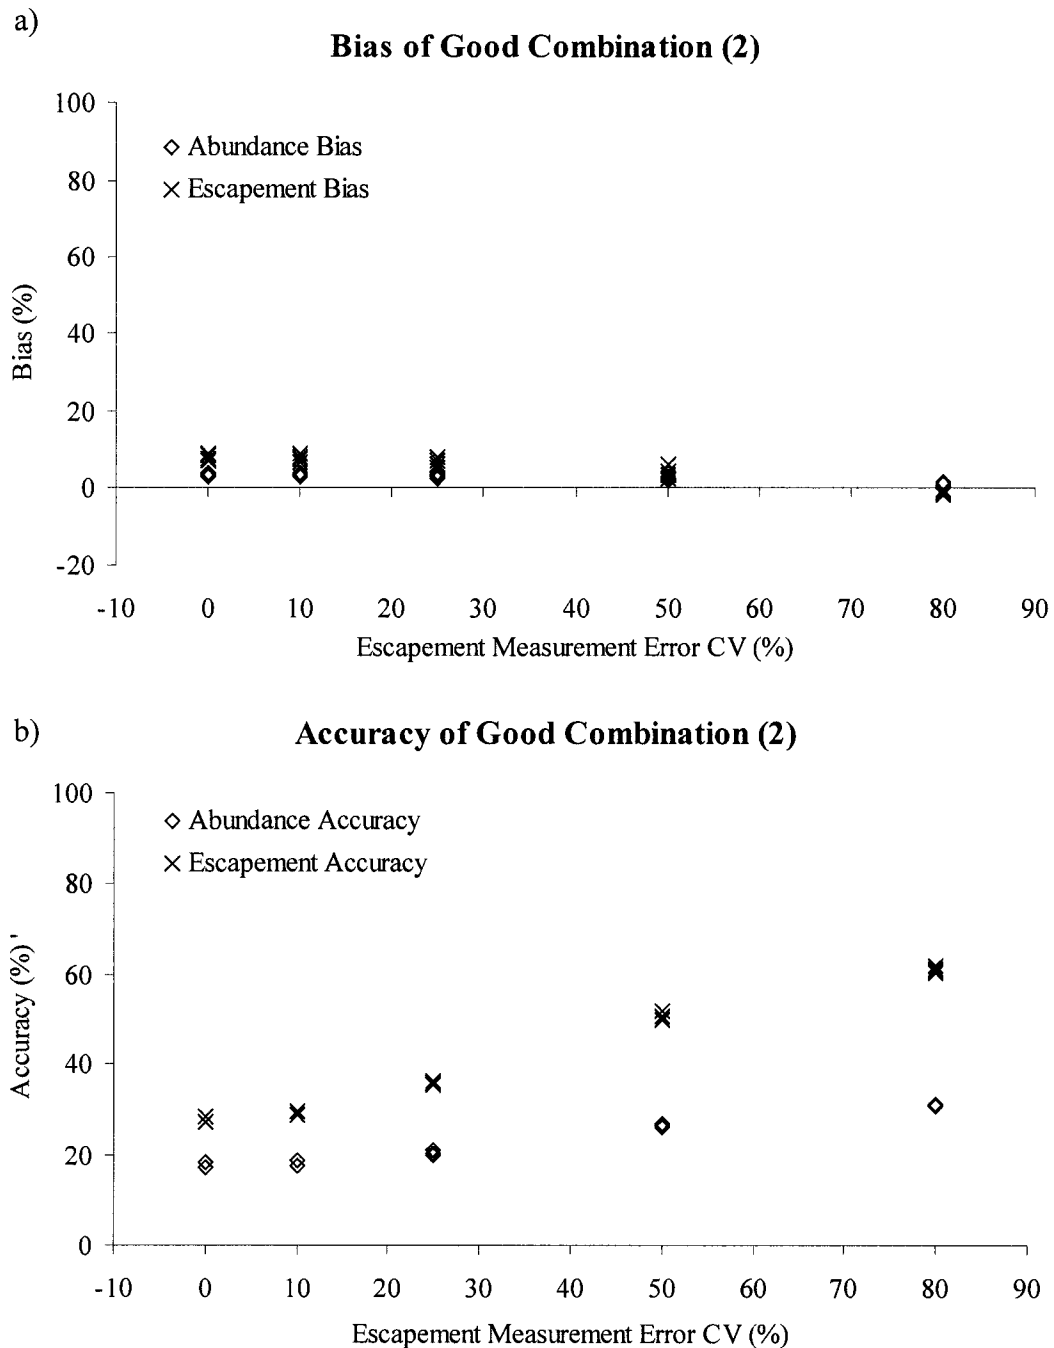 a)
Bias of Good Combination (2)
100
80
60
40
20
0
-20
Bias (%)
Abundance Bias
Escapement Bias
-10 0 10 20 30 40 50 60 70 80 90
Escapement Measurement Error CV (%)
b)
Accuracy of Good Combination (2)
100
80
60
40
20
0
Accuracy (%) '
Abundance Accuracy
Escapement Accuracy
-10 0 10 20 30 40 50 60 70 80 90
Escapement Measurement Error CV (%)